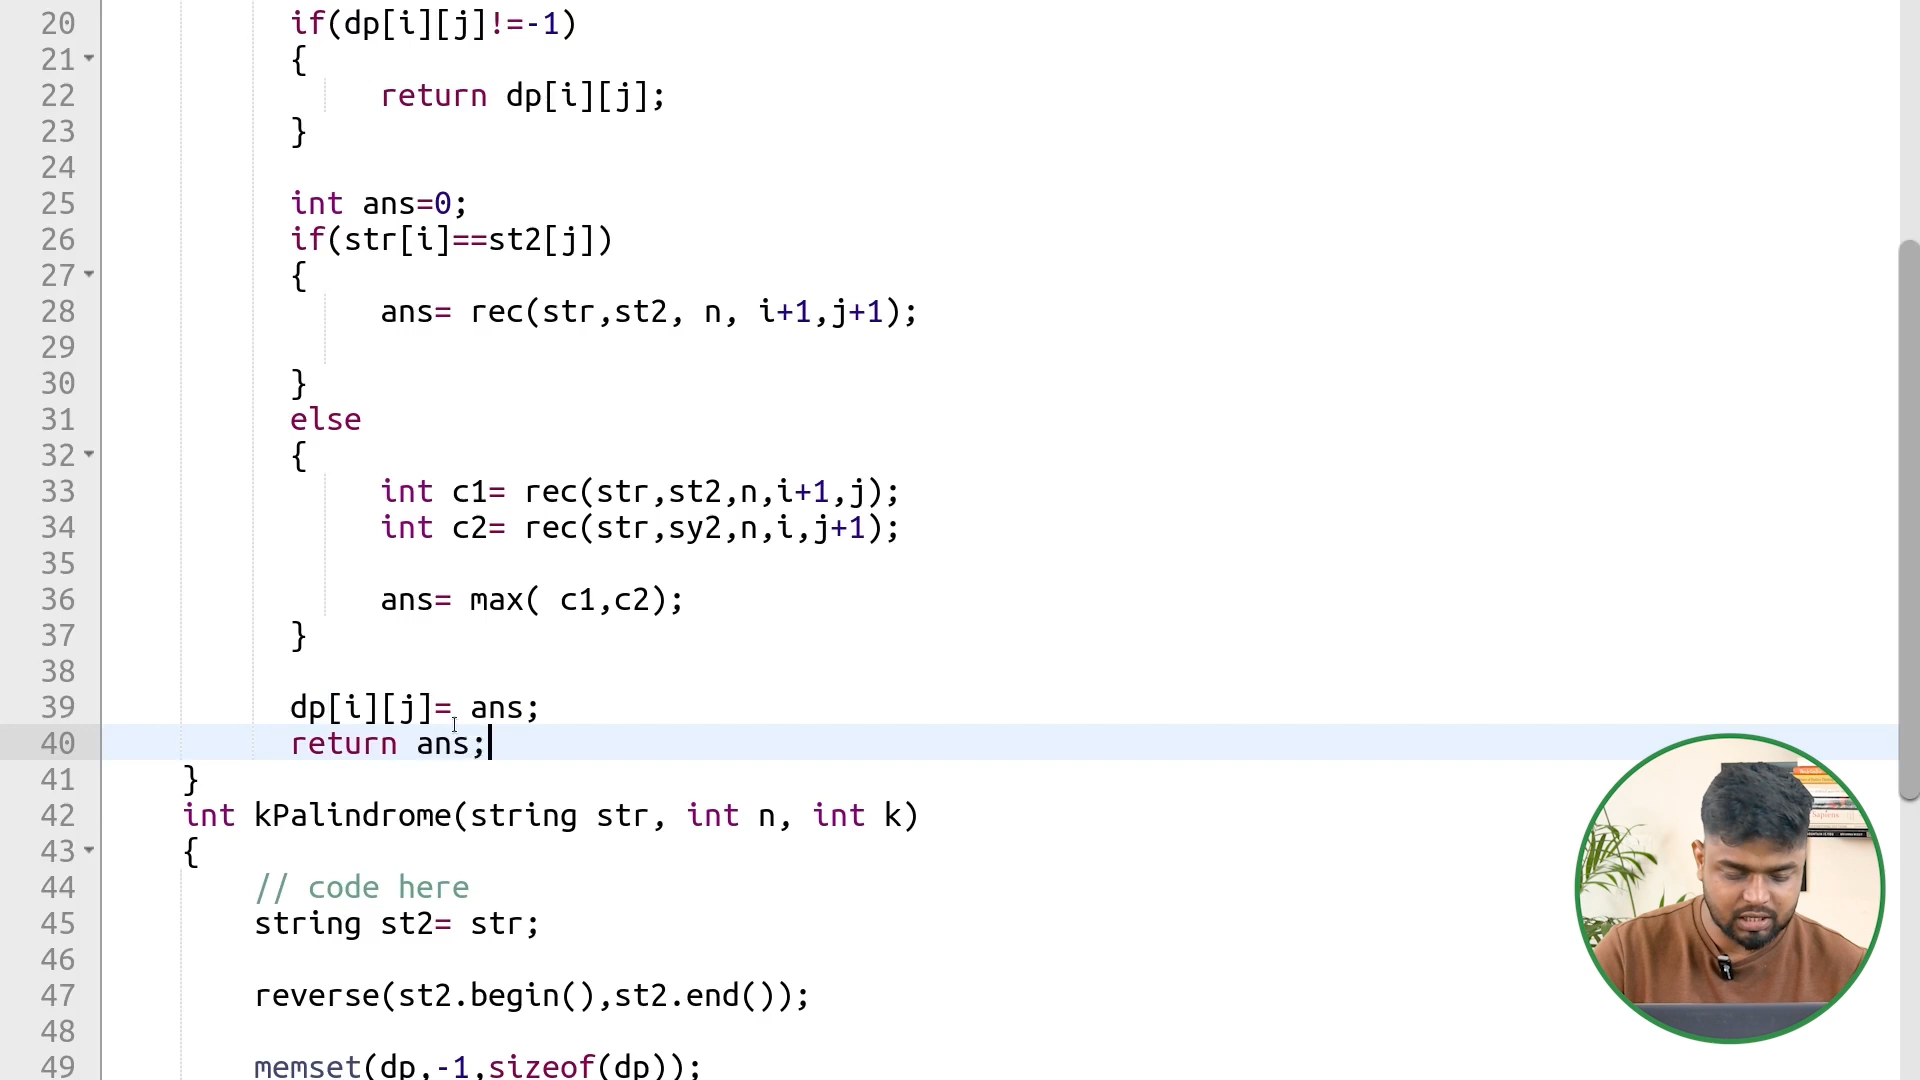 20 if(dp[i][j]!=-1)
21 {
22 return dp[i][j];
23 }
24
25 int ans=0;
26 if(str[i]==st2[j])
27 {
28 ans= rec(str,st2, n, i+1,j+1);
29
30 }
31 else
32 {
33 int c1= rec(str,st2,n,i+1,j);
34 int c2= rec(str,sy2,n,i,j+1);
35
36 ans= max( c1,c2);
37 }
38
39 dp[i][j]= ans;
40 return ans;
41 }
42 int kPalindrome(string str, int n, int k)
43 {
44 // code here
45 string st2= str;
46
47 reverse(st2.begin(),st2.end());
48
49 memset(dp,-1,sizeof(dp));